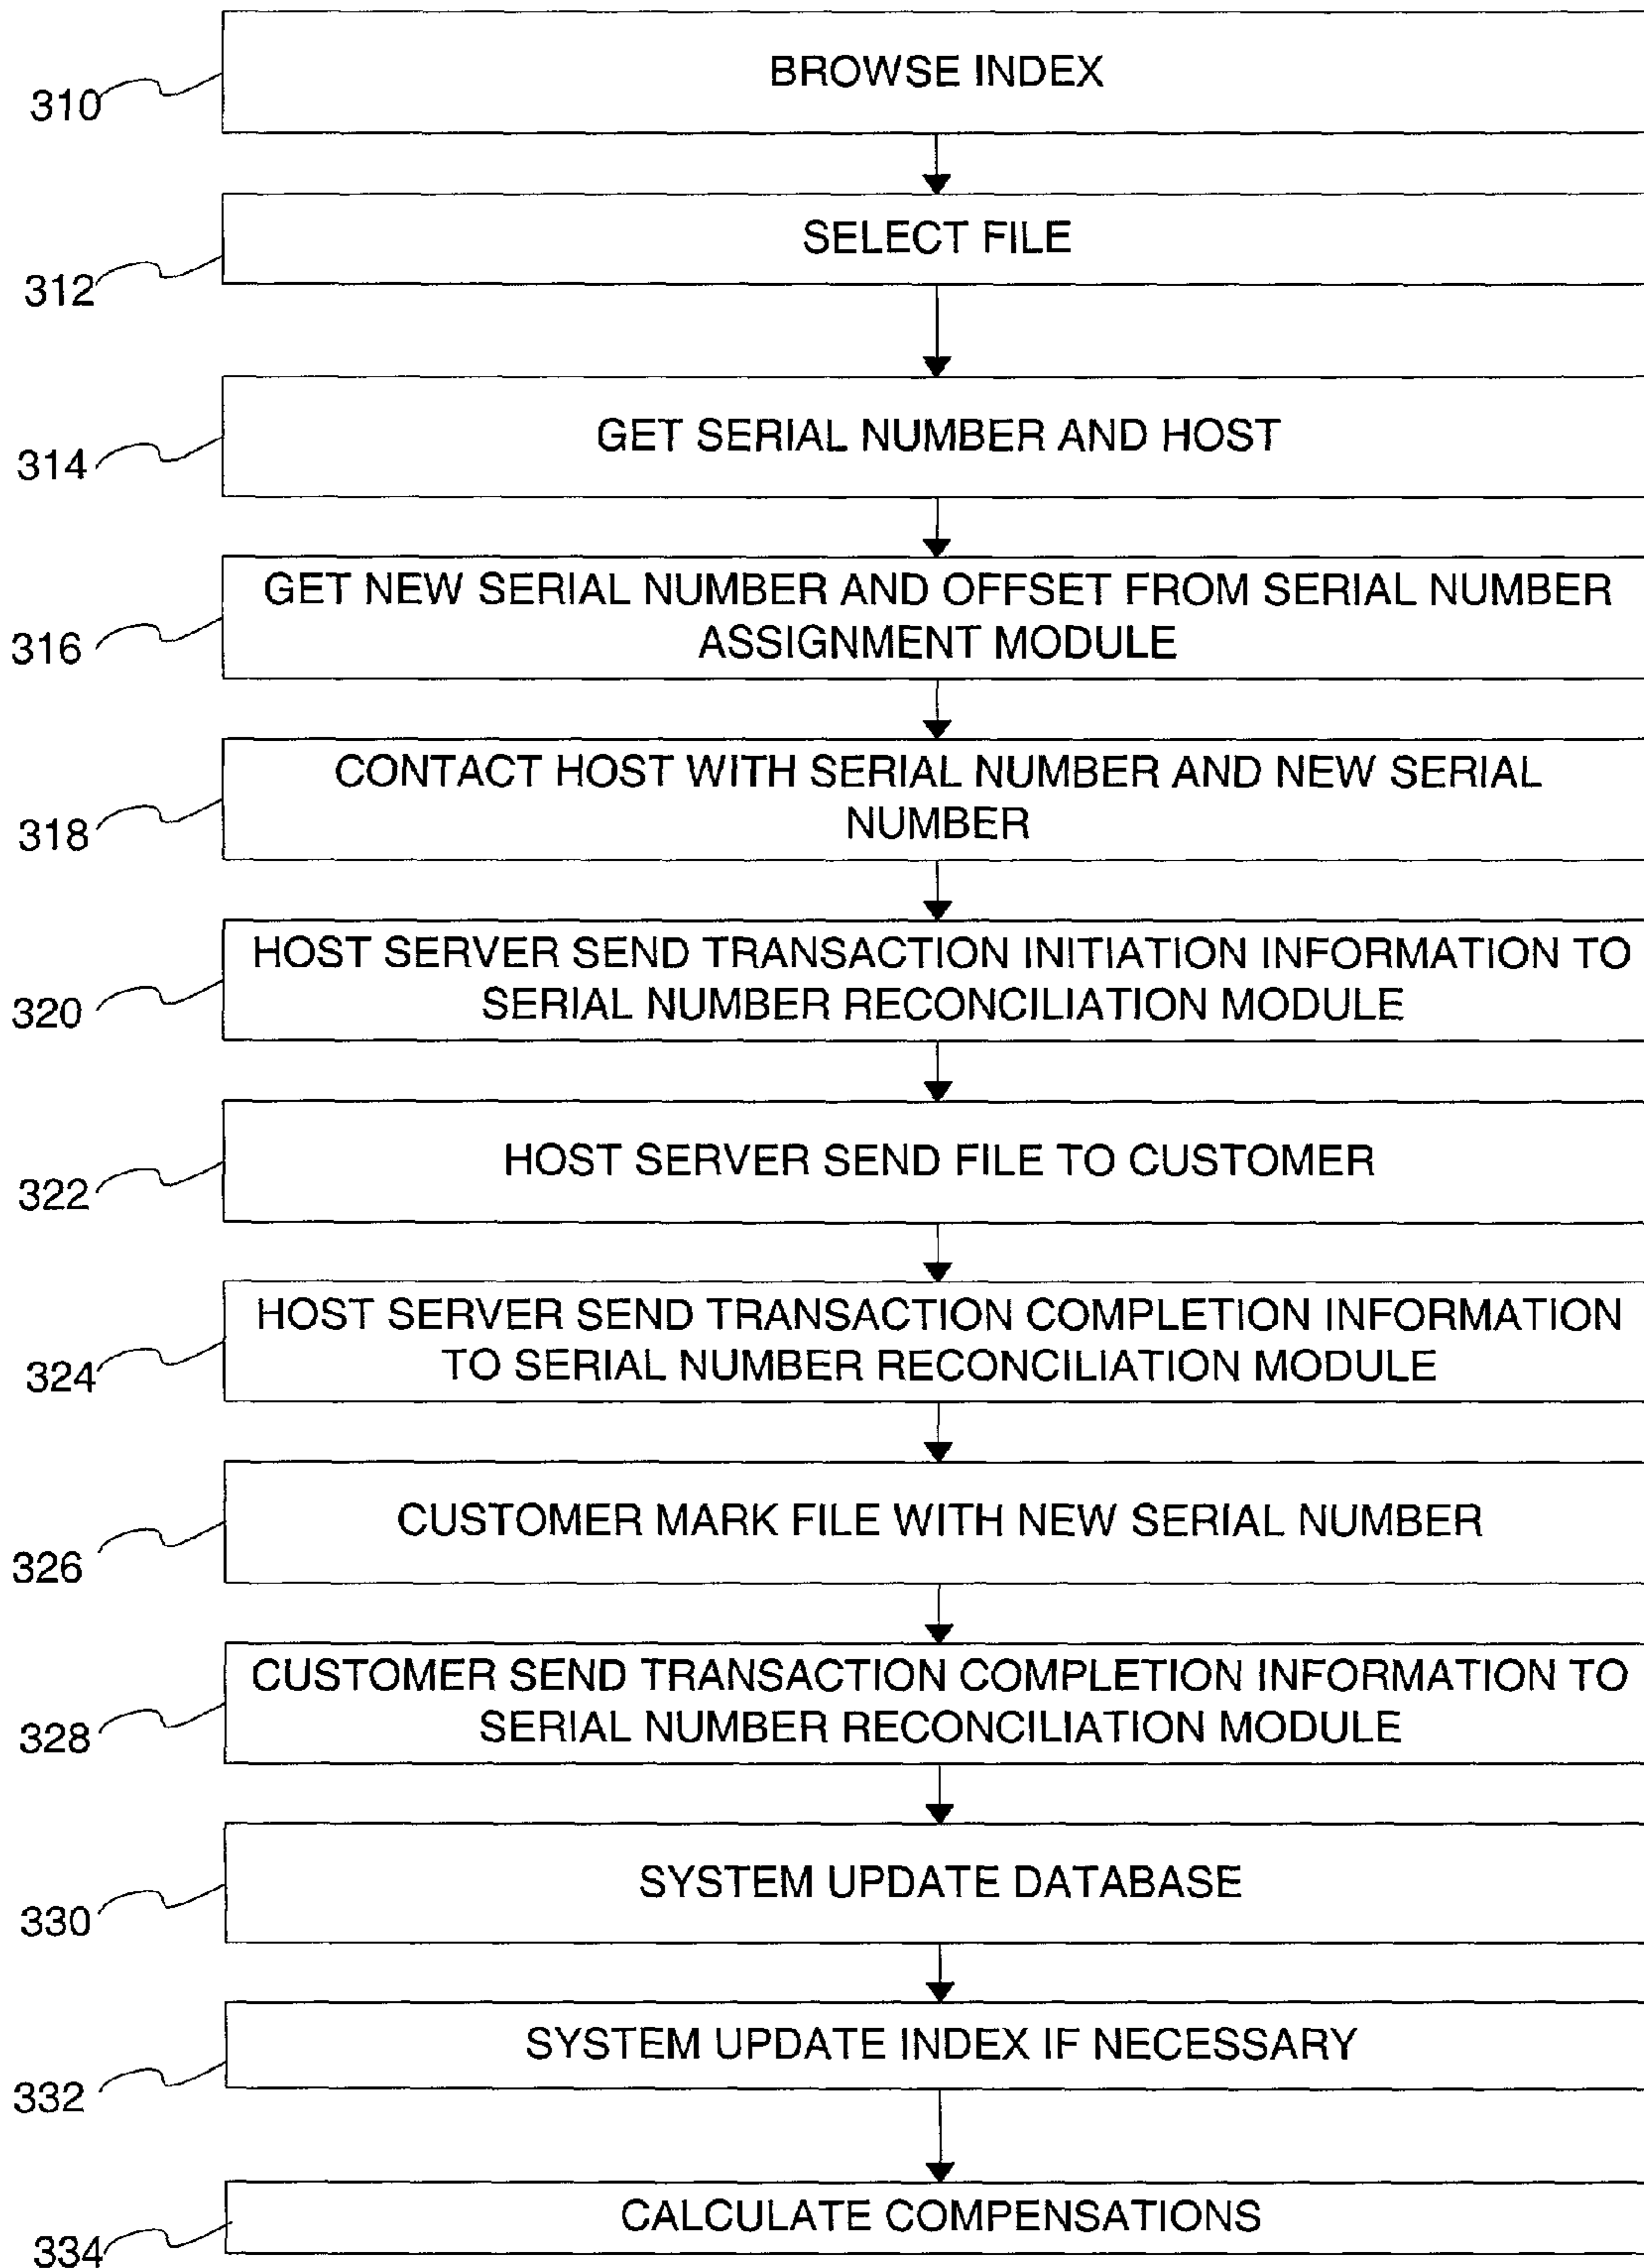 BROWSE INDEX
310
SELECT FILE
312
GET SERIAL NUMBER AND HOST
314
GET NEW SERIAL NUMBER AND OFFSET FROM SERIAL NUMBER
ASSIGNMENT MODULE
316
CONTACT HOST WITH SERIAL NUMBER AND NEW SERIAL
NUMBER
318
HOST SERVER SEND TRANSACTION INITIATION INFORMATION TO
SERIAL NUMBER RECONCILIATION MODULE
320
HOST SERVER SEND FILE TO CUSTOMER
322
HOST SERVER SEND TRANSACTION COMPLETION INFORMATION
TO SERIAL NUMBER RECONCILIATION MODULE
324
CUSTOMER MARK FILE WITH NEW SERIAL NUMBER
326
CUSTOMER SEND TRANSACTION COMPLETION INFORMATION TO
SERIAL NUMBER RECONCILIATION MODULE
328
SYSTEM UPDATE DATABASE
330
SYSTEM UPDATE INDEX IF NECESSARY
332
CALCULATE COMPENSATIONS
334